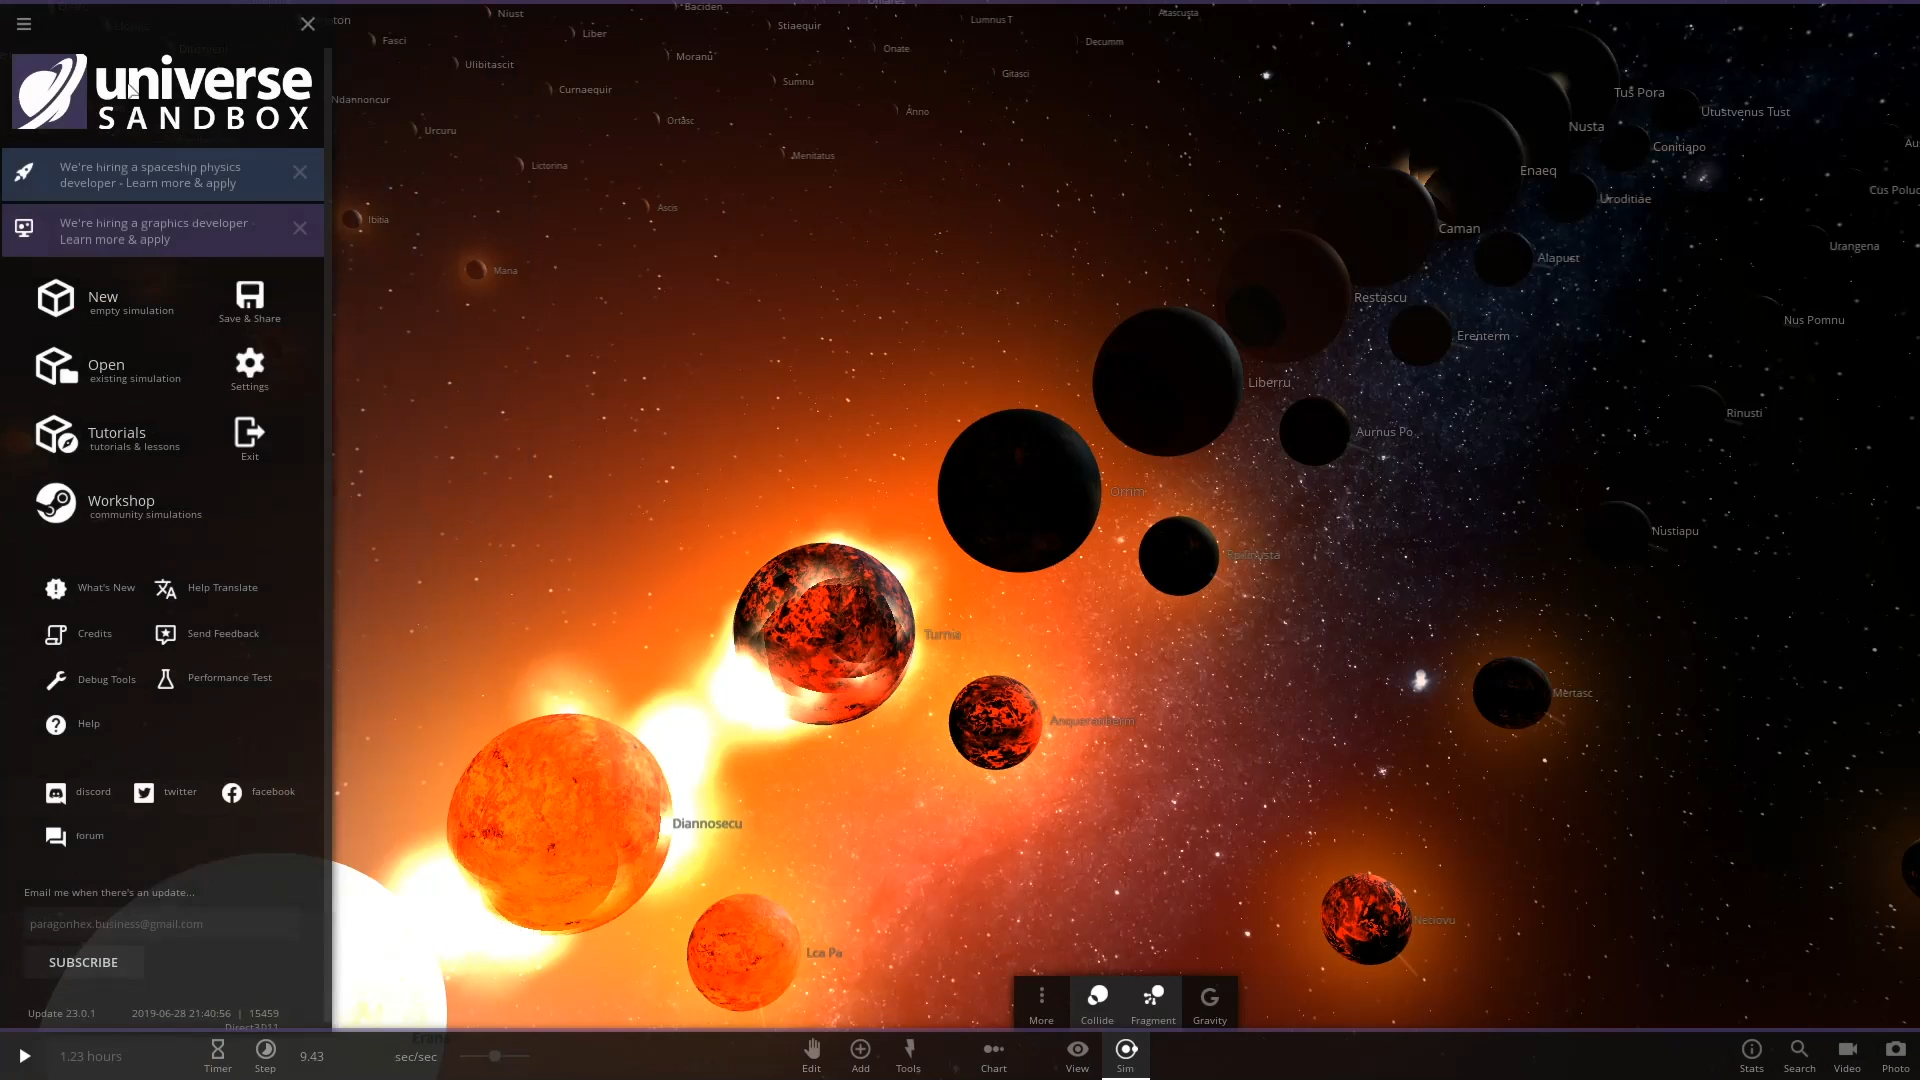 universe
SANDBOX
We're hiring a spaceship physics
developer - Learn more & apply
We're hiring a graphics developer -
Learn more & apply
New
empty simulation
Save & Share
Open
existing simulation
Settings
Tutorials
tutorials & lessons
Exit
Workshop
community simulations
What's New
Help Translate
Credits
Send Feedback
Debug Tools
Performance Test
Help
discord
twitter
facebook
forum
Email me when there's an update...
paragonhex.business@gmail.com
SUBSCRIBE
Update 23.0.1
2019-06-28 21:40:56 | 15459
Direct3D11
ton
Niust
Baciden
Stiaequir
Lumnus T
Atascusta
Fasci
Liber
Onate
Decumm
Ulibitascit
Moranu
Gitasci
Ndannoncur
Curnaequir
Sumnu
Anno
Urcuru
Ortasc
Lictorina
Menitatus
Ibitia
Ascis
Mana
Tus Pora
Utustvenus Tust
Nusta
Conitiapo
Enaeq
Uroditiae
Cus Poluc
Caman
Alapust
Urangena
Restascu
Nus Pomnu
Erenterm
Liberru
Rinusti
Aurnus Po
Orrim
Nustiapu
Turnia
Mertasc
Diannosecu
Neciovu
Lca Pa
More
Collide
Fragment
Gravity
1.23 hours
Timer
Step
9.43
sec/sec
Edit
Add
Tools
Chart
View
Sim
Stats
Search
Video
Photo